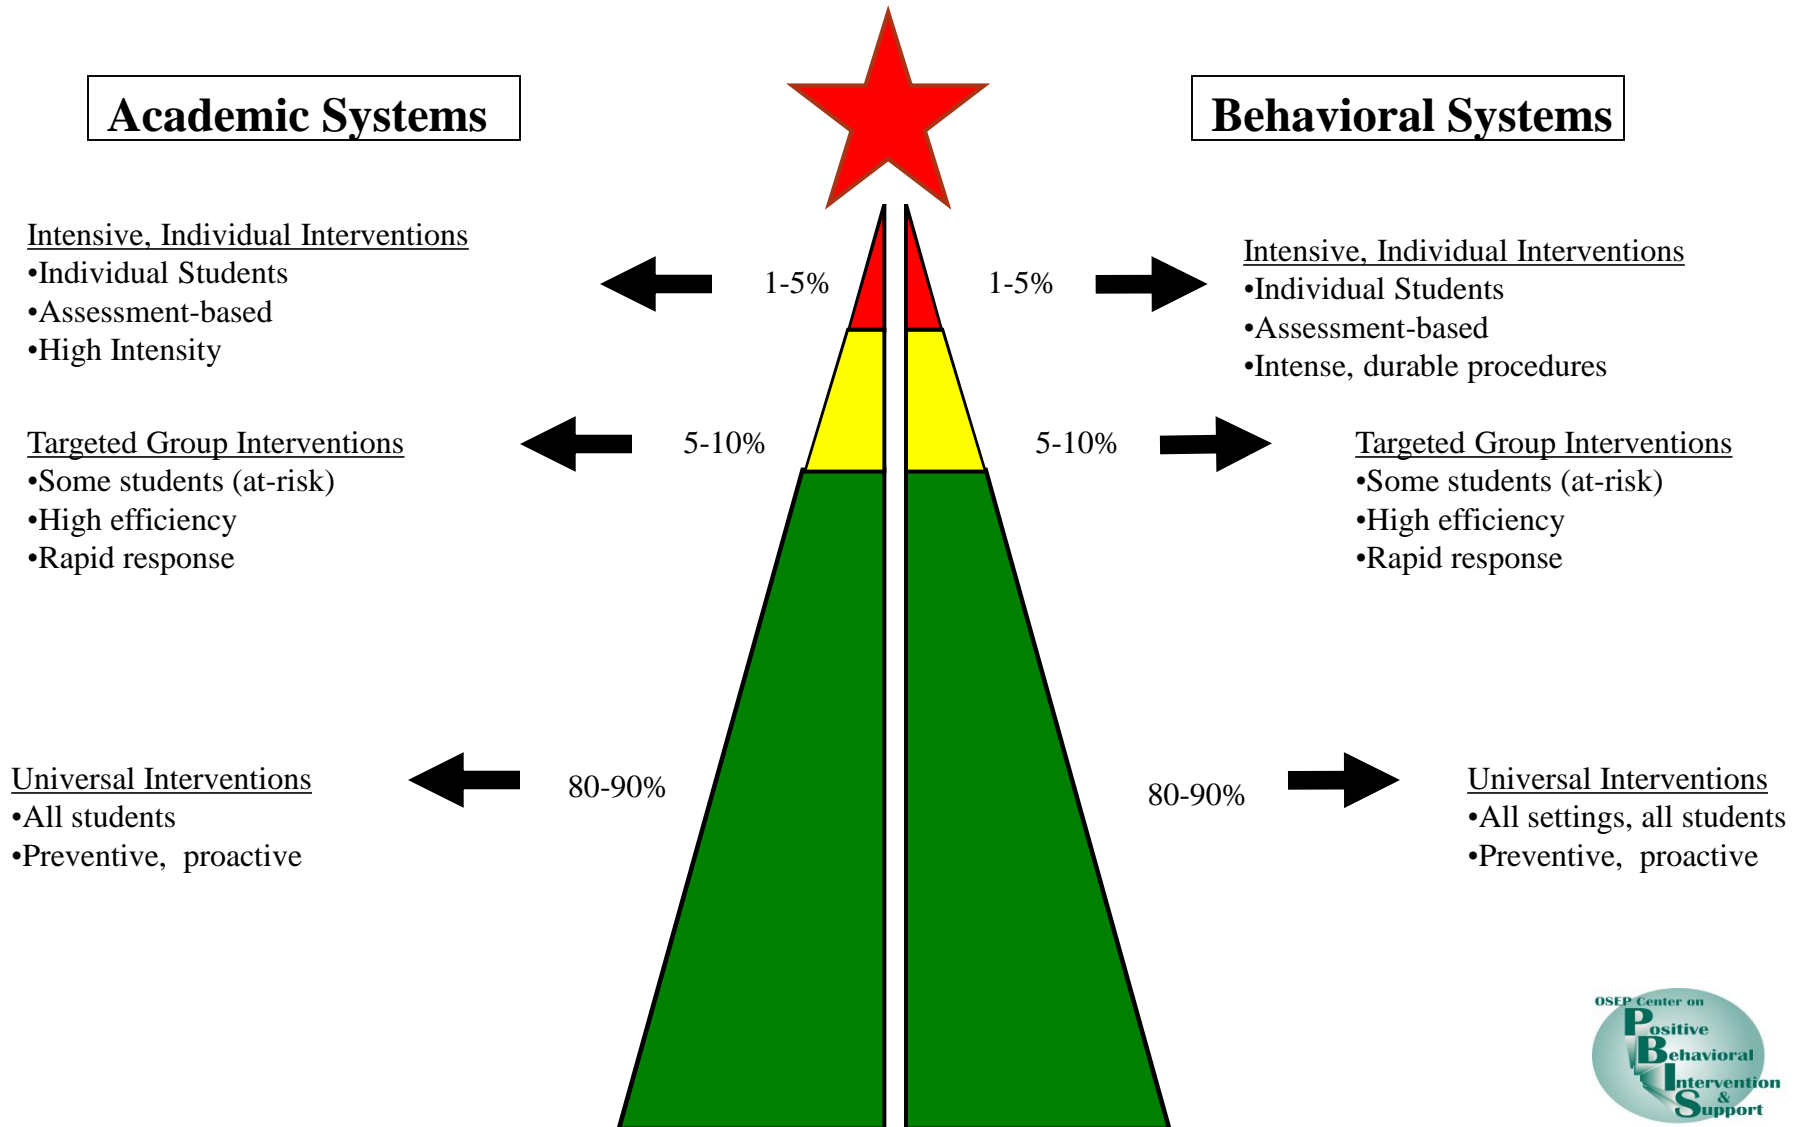 Academic Systems
Behavioral Systems
Intensive, Individual Interventions
•Individual Students
•Assessment-based
•High Intensity
1-5%
1-5%
Intensive, Individual Interventions
•Individual Students
•Assessment-based
•Intense, durable procedures
Targeted Group Interventions
•Some students (at-risk)
•High efficiency
•Rapid response
5-10%
5-10%
Targeted Group Interventions
•Some students (at-risk)
•High efficiency
•Rapid response
Universal Interventions
•All students
•Preventive, proactive
80-90%
80-90%
Universal Interventions
•All settings, all students
•Preventive, proactive
OSEP Center on
Positive
Behavioral
Intervention
&
Support